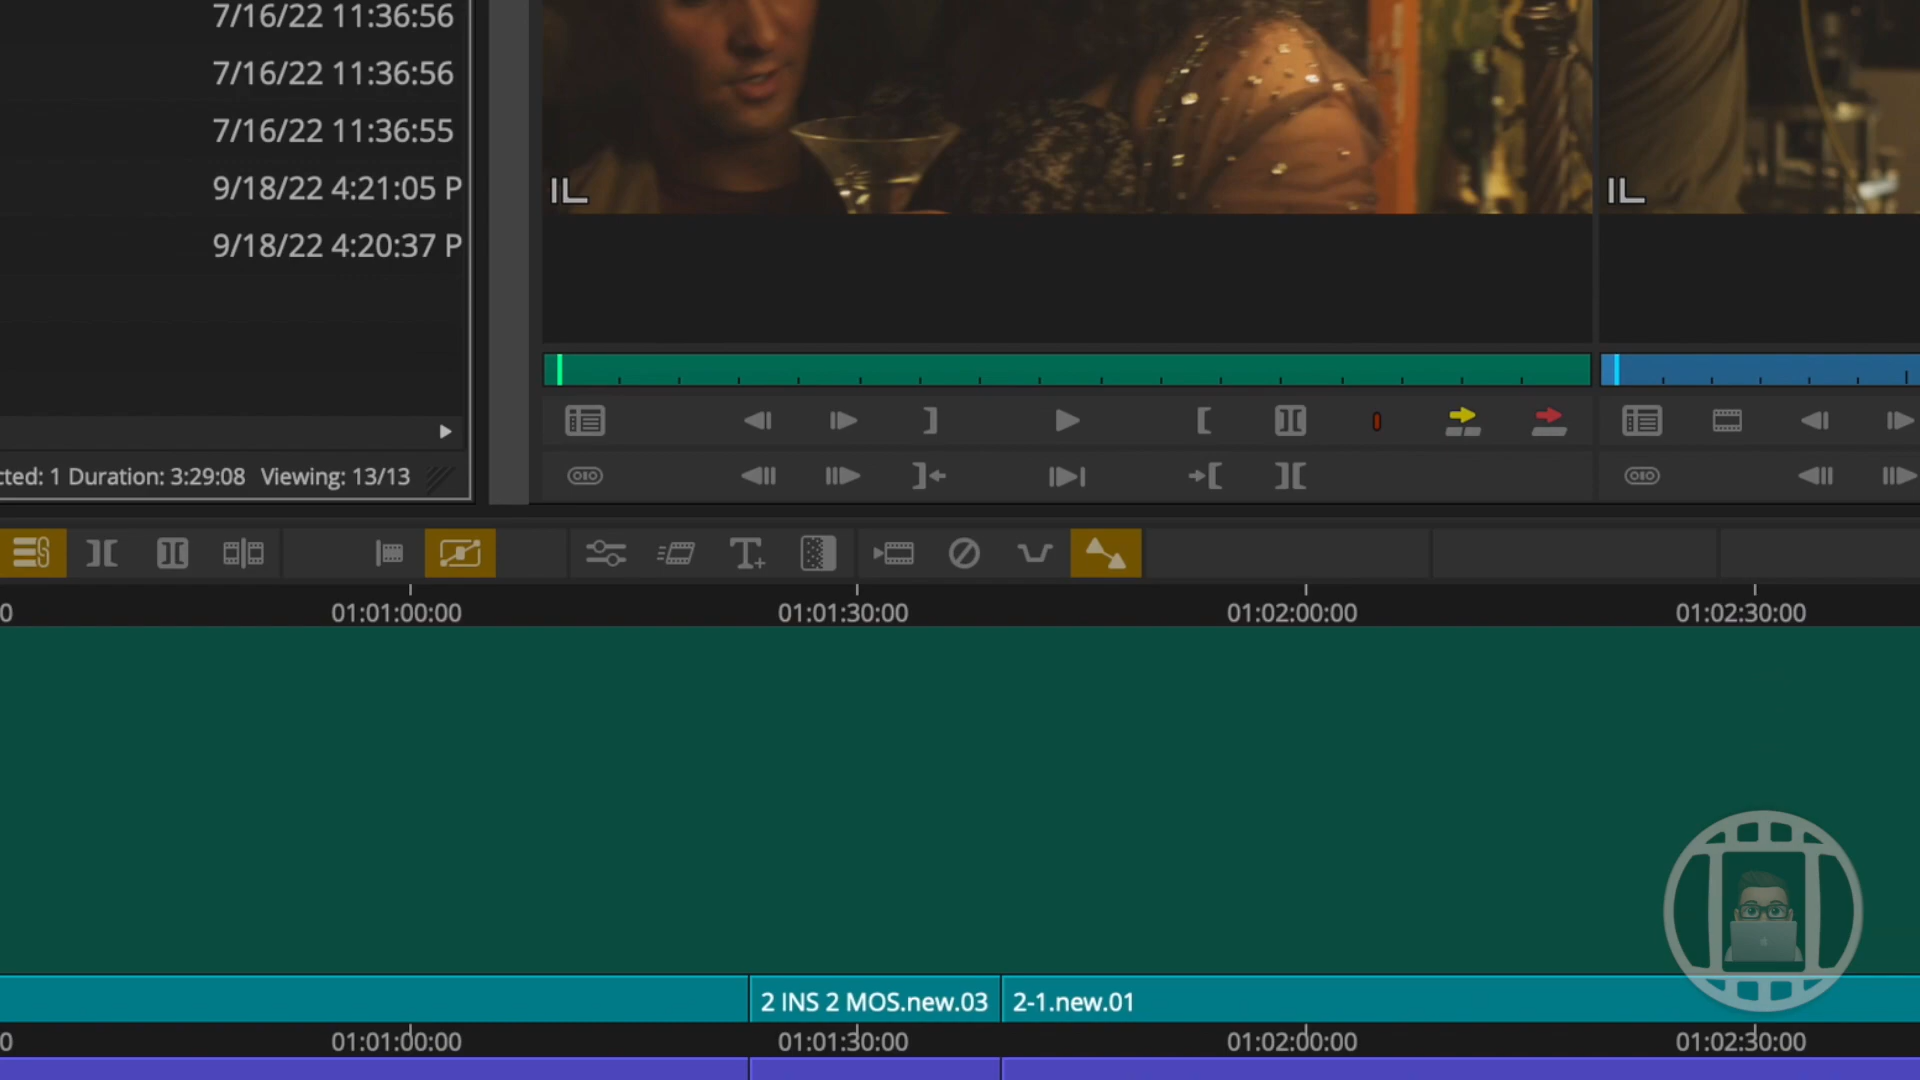 7/16/22 11:36:56
7/16/22 11:36:56
7/16/22 11:36:55
9/18/22 4:21:05 P
9/18/22 4:20:37 P
cted: 1 Duration: 3:29:08 Viewing: 13/13
0 01:01:00:00 01:01:30:00 01:02:00:00 01:02:30:00
2 INS 2 MOS.new.03 2-1.new.01
0 01:01:00:00 01:01:30:00 01:02:00:00 01:02:30:00